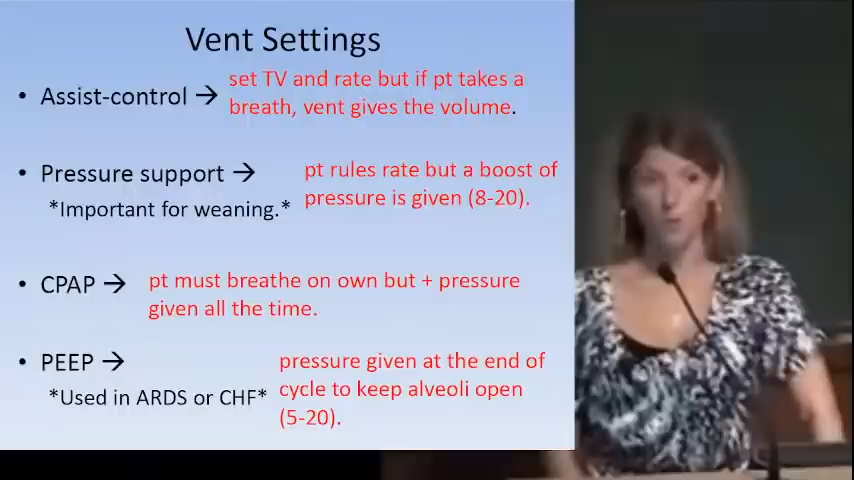 Vent Settings
• Assist-control → set TV and rate but if pt takes a
breath, vent gives the volume.
• Pressure support → pt rules rate but a boost of
*Important for weaning.* pressure is given (8-20).
• CPAP → pt must breathe on own but + pressure
given all the time.
• PEEP → pressure given at the end of
*Used in ARDS or CHF* cycle to keep alveoli open
(5-20).